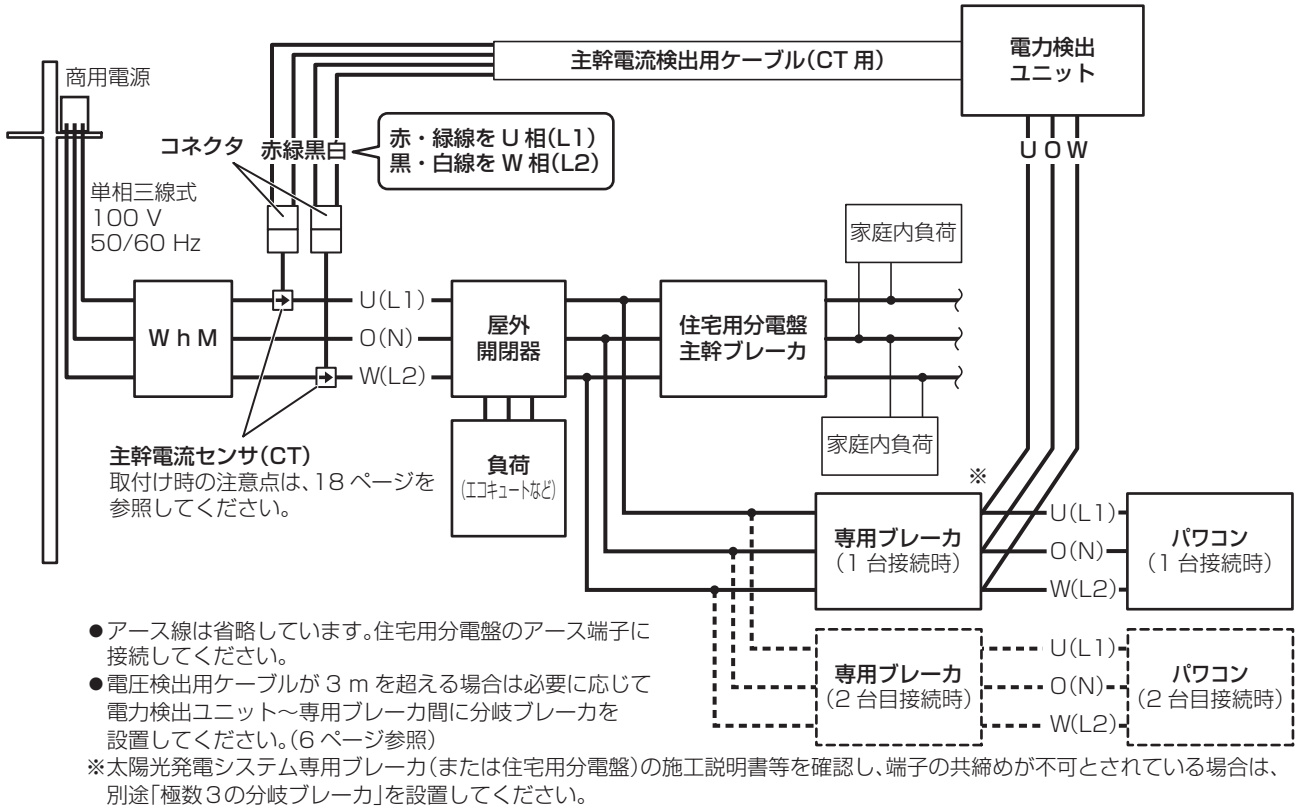 主幹電流検出用ケーブル(CT 用)
電力検出
ユニット
商用電源
コネクタ
赤緑黒白
赤・緑線を U 相(L1)
黒・白線を W 相(L2)
U O W
単相三線式
100 V
50/60 Hz
家庭内負荷
W h M
U(L1)
O(N)
W(L2)
屋外
開閉器
住宅用分電盤
主幹ブレーカ
家庭内負荷
主幹電流センサ(CT)
取付け時の注意点は、18 ページを
参照してください。
負荷
(エコキュートなど)
※
専用ブレーカ
(1 台接続時)
U(L1)
O(N)
W(L2)
パワコン
(1 台接続時)
専用ブレーカ
(2 台目接続時)
U(L1)
O(N)
W(L2)
パワコン
(2 台目接続時)
●アース線は省略しています。住宅用分電盤のアース端子に
接続してください。
●電圧検出用ケーブルが 3 m を超える場合は必要に応じて
電力検出ユニット～専用ブレーカ間に分岐ブレーカを
設置してください。(6 ページ参照)
※太陽光発電システム専用ブレーカ(または住宅用分電盤)の施工説明書等を確認し、端子の共締めが不可とされている場合は、
別途「極数3の分岐ブレーカ」を設置してください。